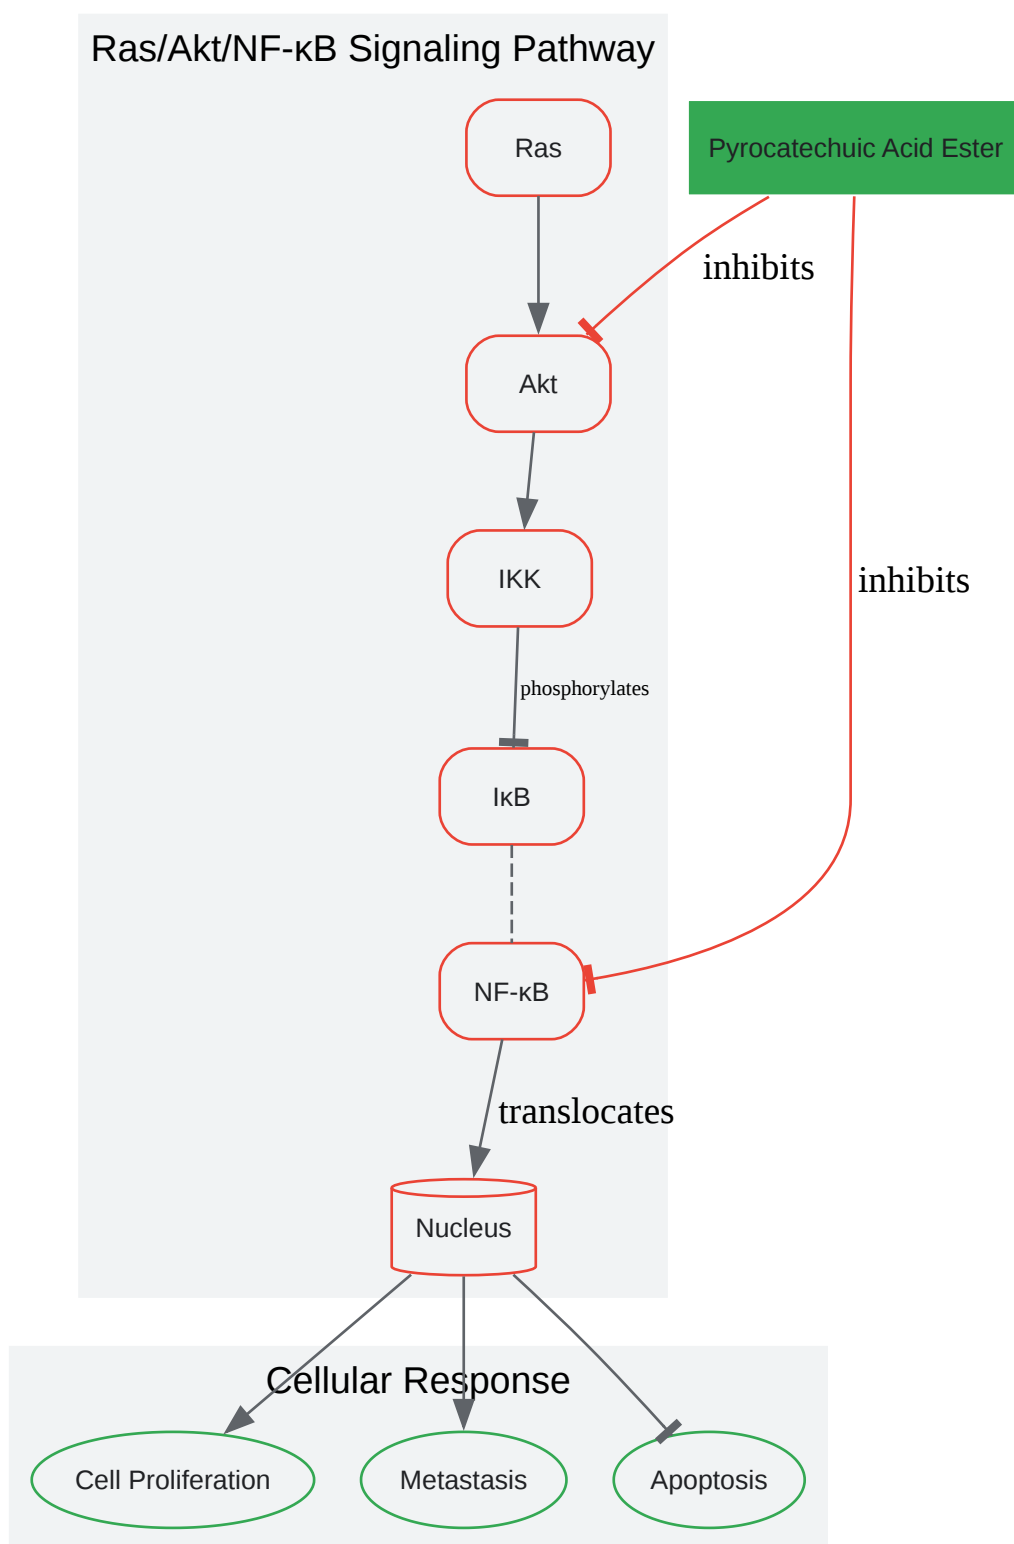 Ras/Akt/NF-κB Signaling Pathway
Ras
Pyrocatechuic Acid Ester
inhibits
Akt
IKK
inhibits
phosphorylates
IκB
NF-κB
translocates
Nucleus
Cellular Response
Cell Proliferation
Metastasis
Apoptosis